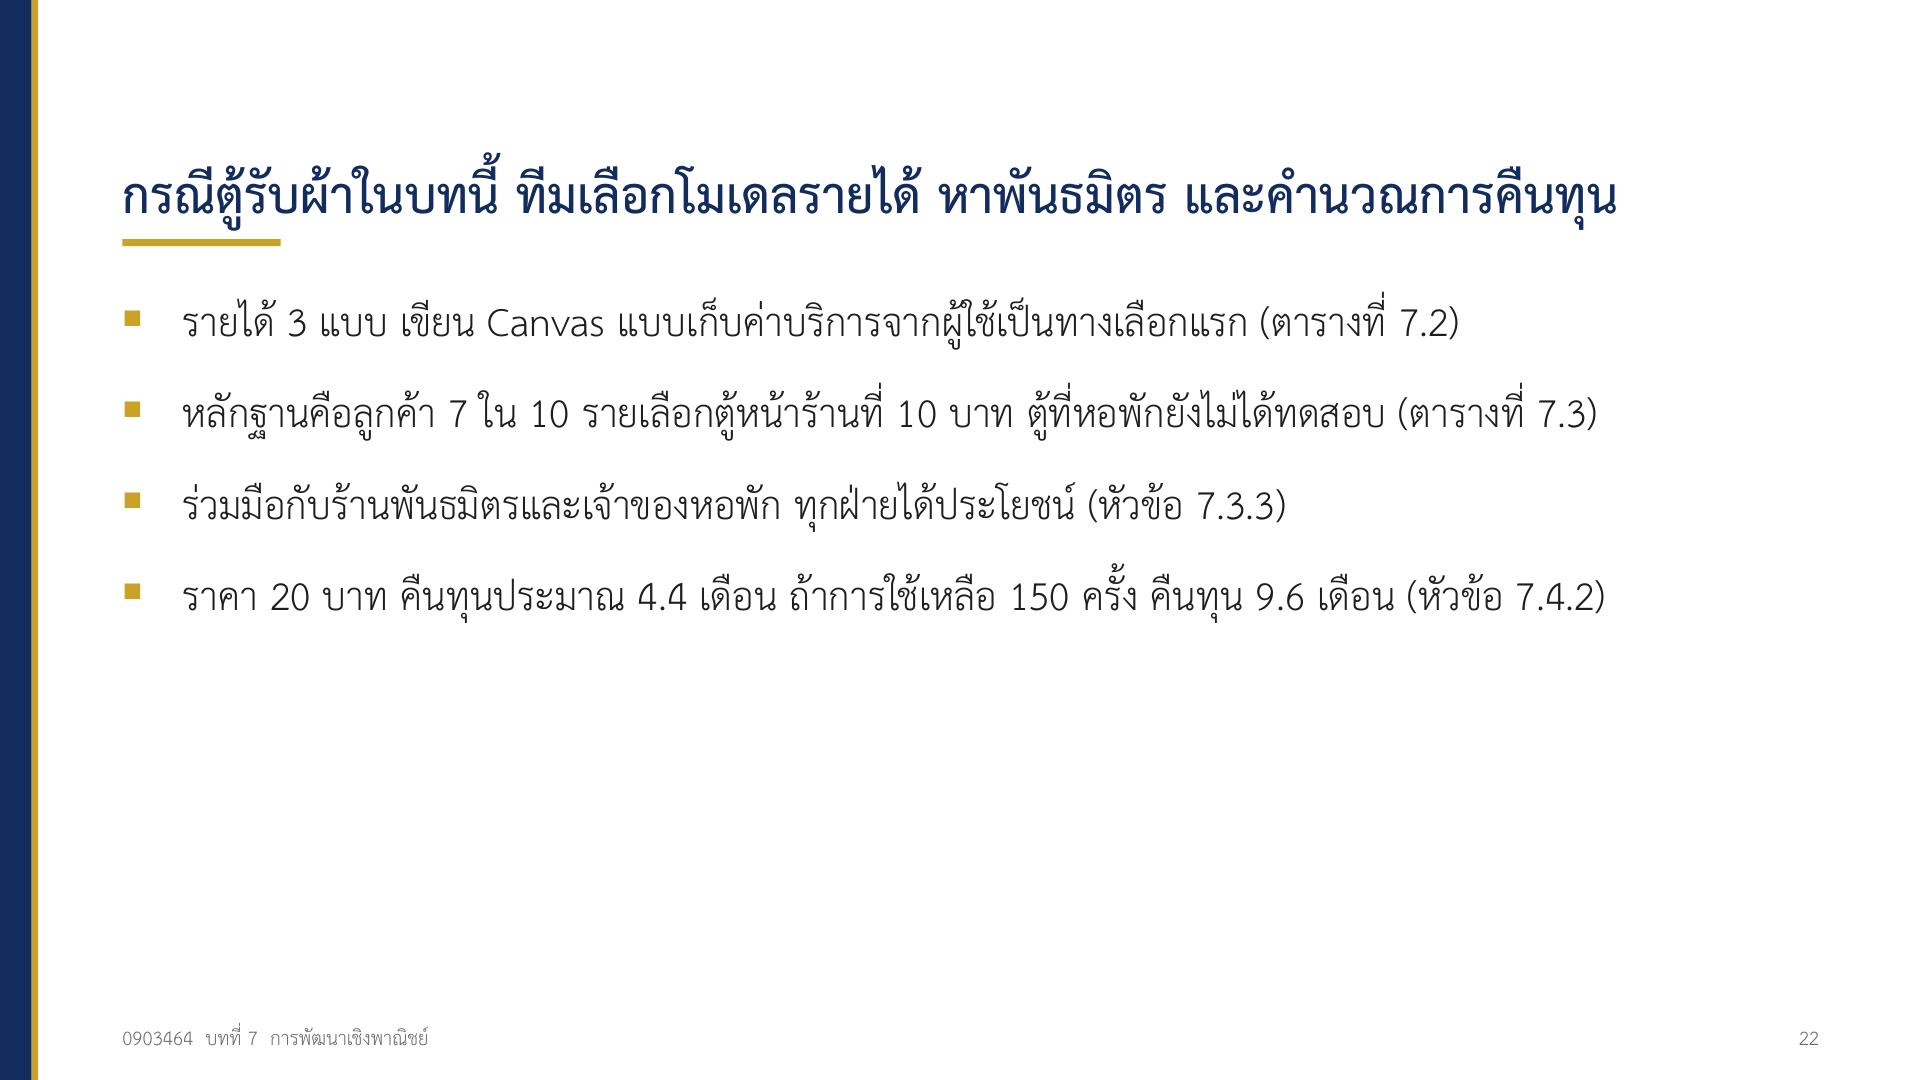 กรณีตู้รับผ้าในบทนี้ ทีมเลือกโมเดลรายได้ หาพันธมิตร และคำนวณการคืนทุน
▪ รายได้ 3 แบบ เขียน Canvas แบบเก็บค่าบริการจากผู้ใช้เป็นทางเลือกแรก (ตารางที่ 7.2)
▪ หลักฐานคือลูกค้า 7 ใน 10 รายเลือกตู้หน้าร้านที่ 10 บาท ตู้ที่หอพักยังไม่ได้ทดสอบ (ตารางที่ 7.3)
▪ ร่วมมือกับร้านพันธมิตรและเจ้าของหอพัก ทุกฝ่ายได้ประโยชน์ (หัวข้อ 7.3.3)
▪ ราคา 20 บาท คืนทุนประมาณ 4.4 เดือน ถ้าการใช้เหลือ 150 ครั้ง คืนทุน 9.6 เดือน (หัวข้อ 7.4.2)
0903464 บทที่ 7 การพัฒนาเชิงพาณิชย์
22